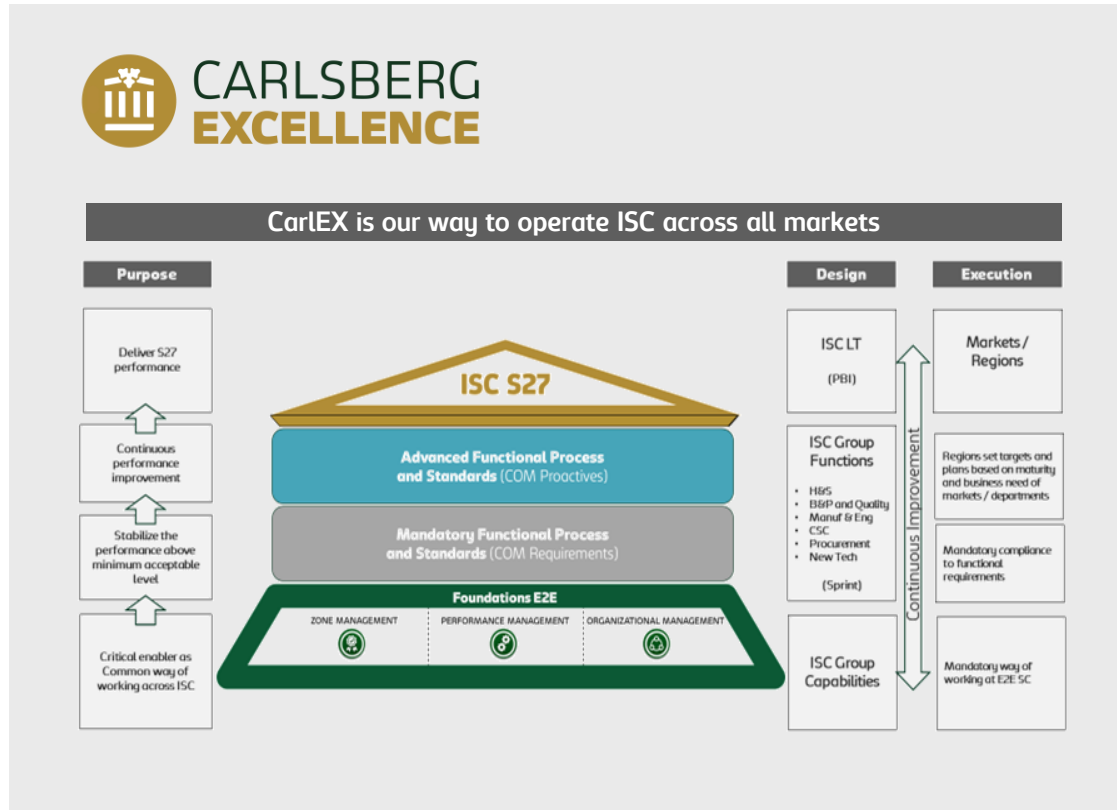 CARLSBERG
EXCELLENCE
CarlEX is our way to operate ISC across all markets
Purpose
Deliver S27
performance
Continuous
performance
improvement
Stabilize the
performance above
minimum acceptable
level
Critical enabler as
Common way of
working across ISC
ISC S27
Advanced Functional Process
and Standards (COM Proactives)
Mandatory Functional Process
and Standards (COM Requirements)
Foundations E2E
ZONE MANAGEMENT
PERFORMANCE MANAGEMENT
ORGANIZATIONAL MANAGEMENT
Design
ISC LT
(PBI)
ISC Group
Functions
• H&S
• B&P and Quality
• Manuf & Eng
• CSC
• Procurement
• New Tech
(Sprint)
ISC Group
Capabilities
Continuous Improvement
Execution
Markets /
Regions
Regions set targets and
plans based on maturity
and business need of
markets / departments
Mandatory compliance
to functional
requirements
Mandatory way of
working at E2E SC